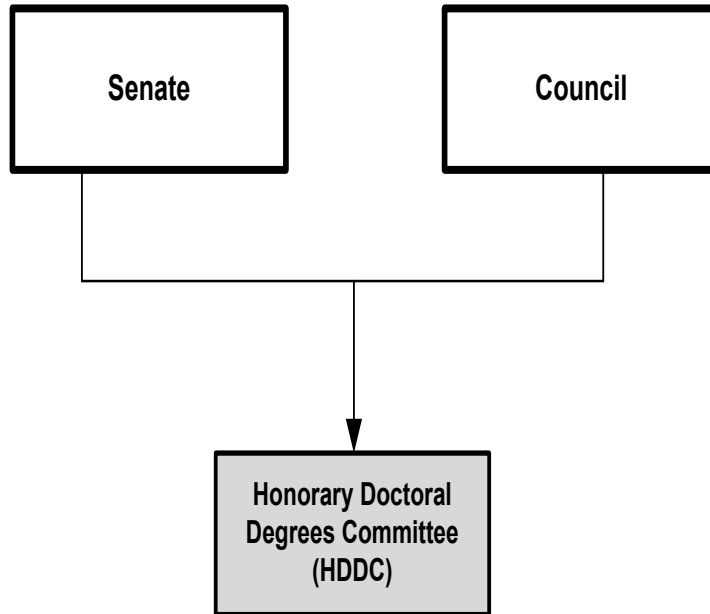 Senate
Council
Honorary Doctoral
Degrees Committee
(HDDC)